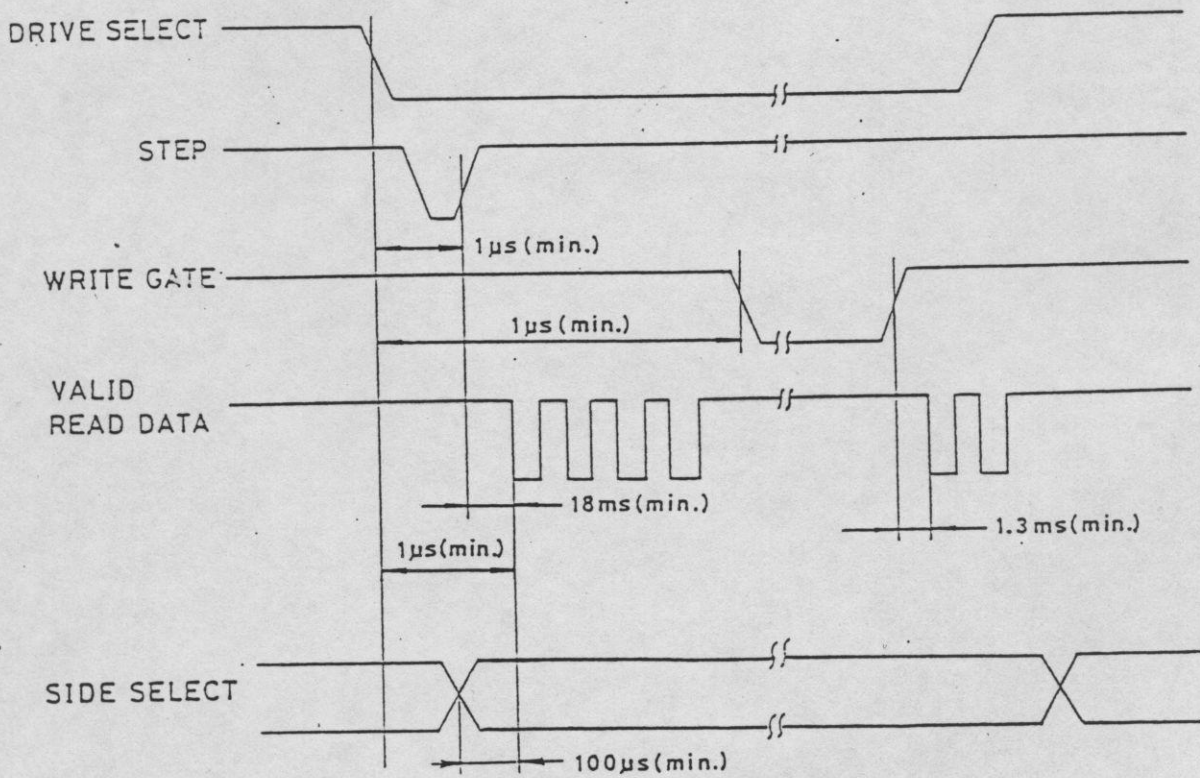 DRIVE SELECT
STEP
1µs(min.)
WRITE GATE
1µs(min.)
VALID
READ DATA
18ms(min.)
1.3ms(min.)
1µs(min.)
SIDE SELECT
100µs(min.)